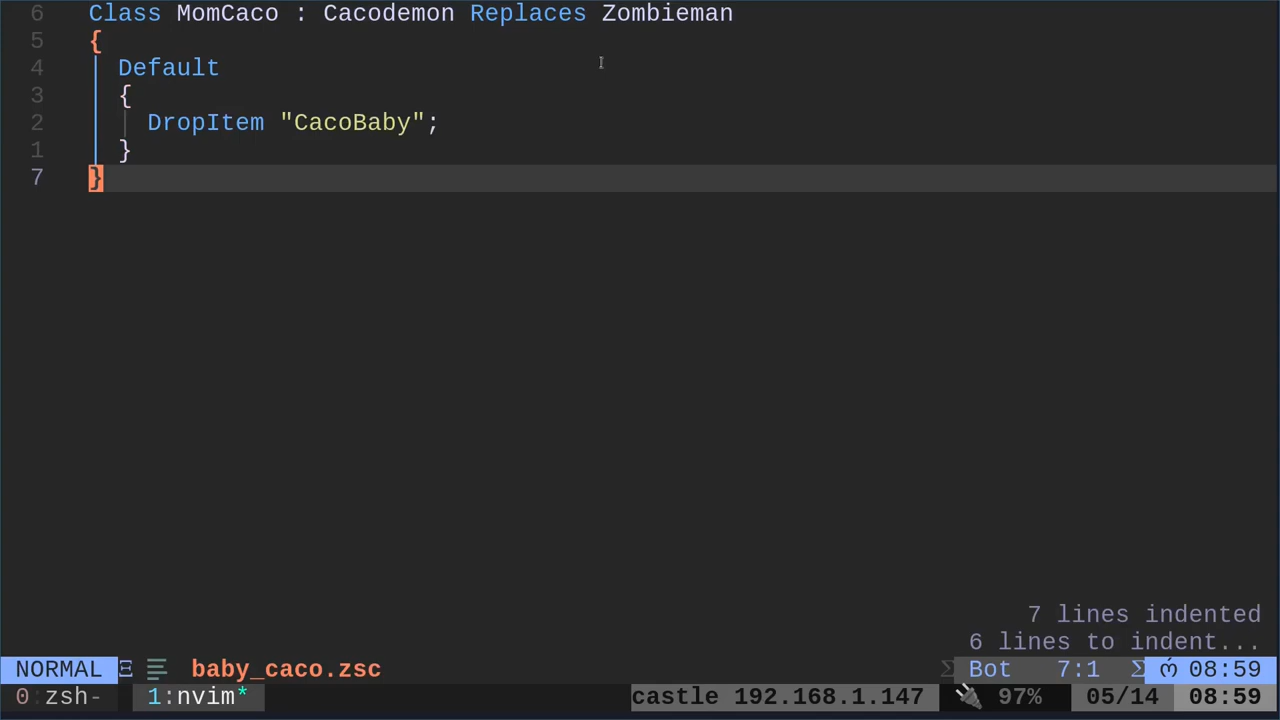 6 Class MomCaco : Cacodemon Replaces Zombieman
5 {
4 Default
3 {
2 DropItem "CacoBaby";
1 }
7 }
7 lines indented
6 lines to indent...
NORMAL baby_caco.zsc Bot 7:1 08:59
0:zsh- 1:nvim* castle 192.168.1.147 97% 05/14 08:59